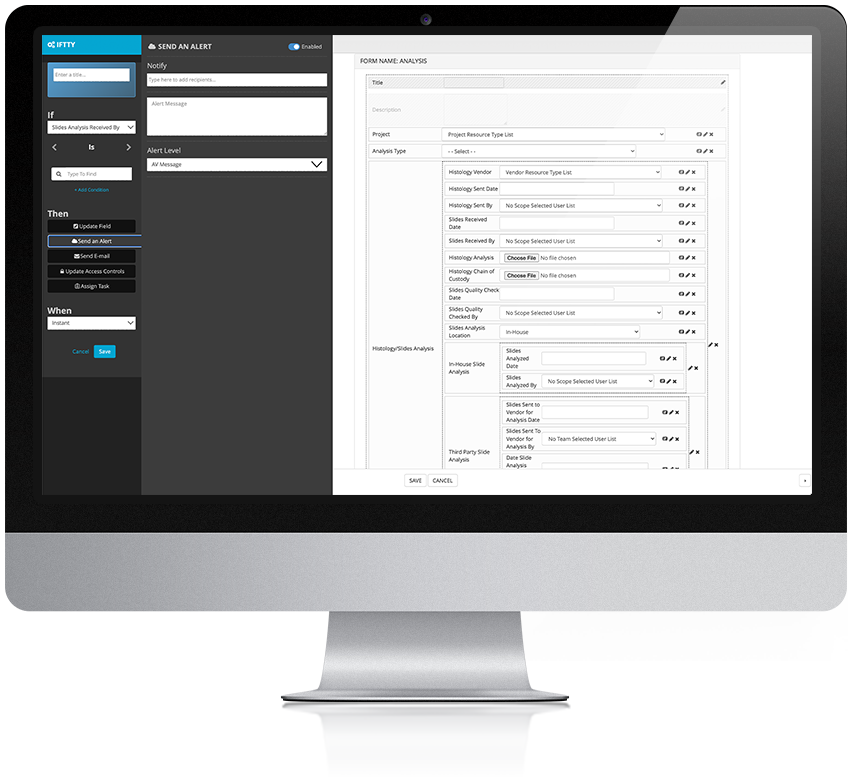 IFTTY
Enter a title...
If
Slides Analysis Received By
Is
Type To Find
+ Add Condition
Then
Update Field
Send an Alert
Send E-mail
Update Access Controls
Assign Task
When
Instant
Cancel
Save
SEND AN ALERT
Enabled
Notify
Type here to add recipients...
Alert Message
Alert Level
AV Message
FORM NAME: ANALYSIS
Title
Description
Project
Project Resource Type List
Analysis Type
- - Select - -
Histology/Slides Analysis
Histology Vendor
Vendor Resource Type List
Histology Sent Date
Histology Sent By
No Scope Selected User List
Slides Received
Date
Slides Received By
No Scope Selected User List
Histology Analysis
Choose File No file chosen
Histology Chain of
Custody
Choose File No file chosen
Slides Quality Check
Date
Slides Quality
Checked By
No Scope Selected User List
Slides Analysis
Location
In-House
In-House Slide
Analysis
Slides
Analyzed
Date
Slides
Analyzed By
No Scope Selected User List
Third Party Slide
Analysis
Slides Sent to
Vendor for
Analysis Date
Slides Sent To
Vendor for
Analysis By
No Team Selected User List
Date Slide
Analysis
SAVE
CANCEL